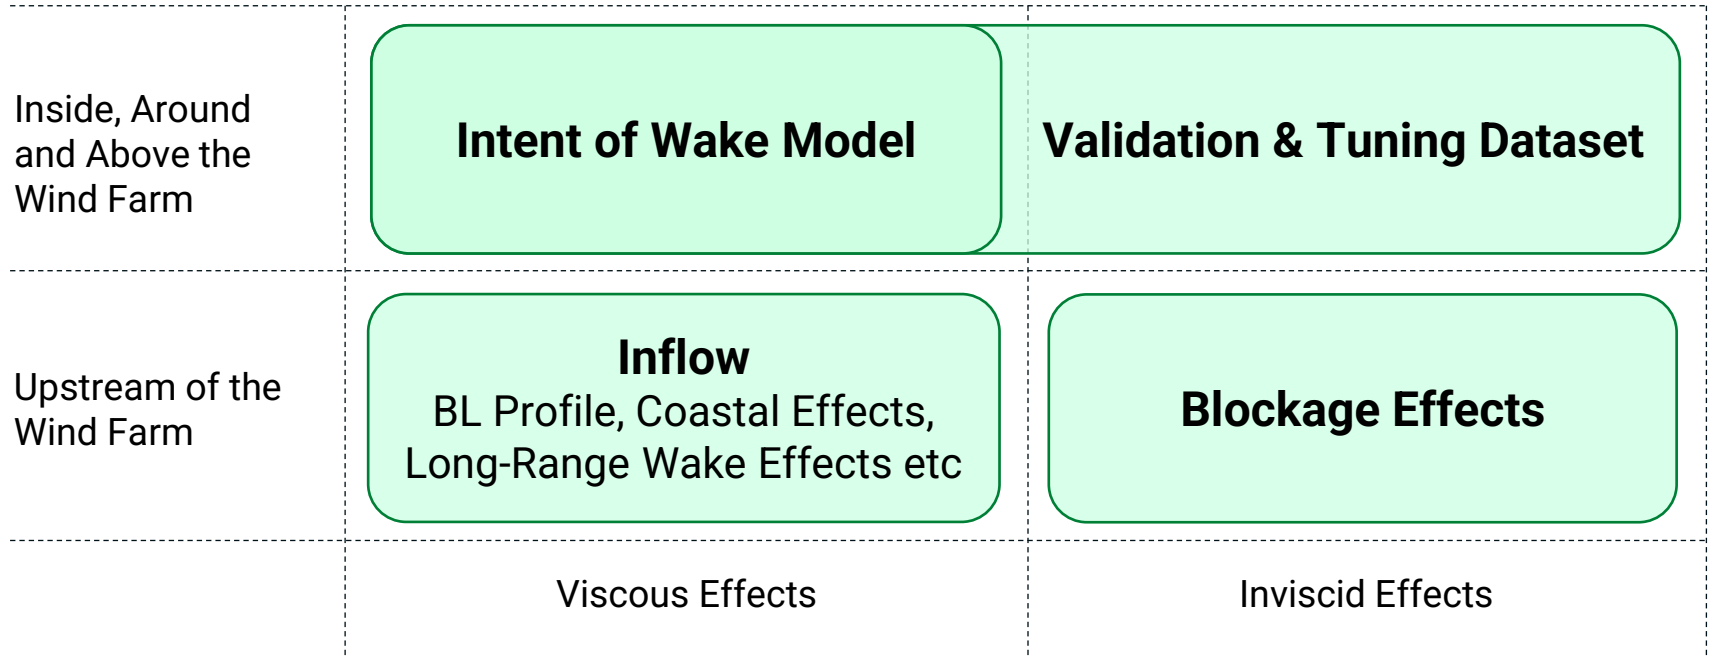 Inside, Around
and Above the
Wind Farm
Intent of Wake Model
Validation & Tuning Dataset
Upstream of the
Wind Farm
Inflow
BL Profile, Coastal Effects,
Long-Range Wake Effects etc
Blockage Effects
Viscous Effects
Inviscid Effects